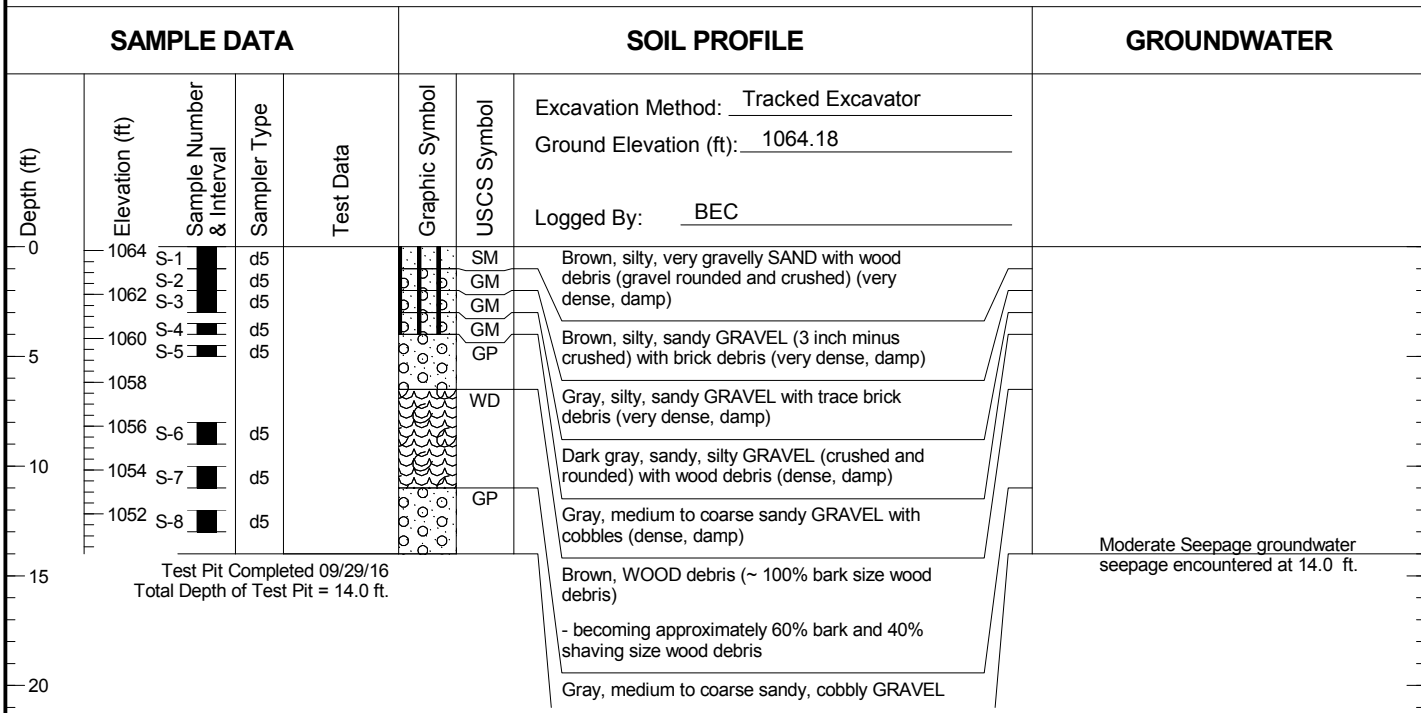 SAMPLE DATA
SOIL PROFILE
GROUNDWATER
Depth (ft)
Elevation (ft)
Sample Number
& Interval
Sampler Type
Test Data
Graphic Symbol
USCS Symbol
Excavation Method: Tracked Excavator
Ground Elevation (ft): 1064.18
Logged By: BEC
0
5
10
15
20
1064
1062
1060
1058
1056
1054
1052
S-1
S-2
S-3
S-4
S-5
S-6
S-7
S-8
d5
d5
d5
d5
d5
d5
d5
d5
SM
GM
GM
GM
GP
WD
GP
Brown, silty, very gravelly SAND with wood
debris (gravel rounded and crushed) (very
dense, damp)
Brown, silty, sandy GRAVEL (3 inch minus
crushed) with brick debris (very dense, damp)
Gray, silty, sandy GRAVEL with trace brick
debris (very dense, damp)
Dark gray, sandy, silty GRAVEL (crushed and
rounded) with wood debris (dense, damp)
Gray, medium to coarse sandy GRAVEL with
cobbles (dense, damp)
Brown, WOOD debris (~ 100% bark size wood
debris)
- becoming approximately 60% bark and 40%
shaving size wood debris
Gray, medium to coarse sandy, cobbly GRAVEL
Test Pit Completed 09/29/16
Total Depth of Test Pit = 14.0 ft.
Moderate Seepage groundwater
seepage encountered at 14.0 ft.